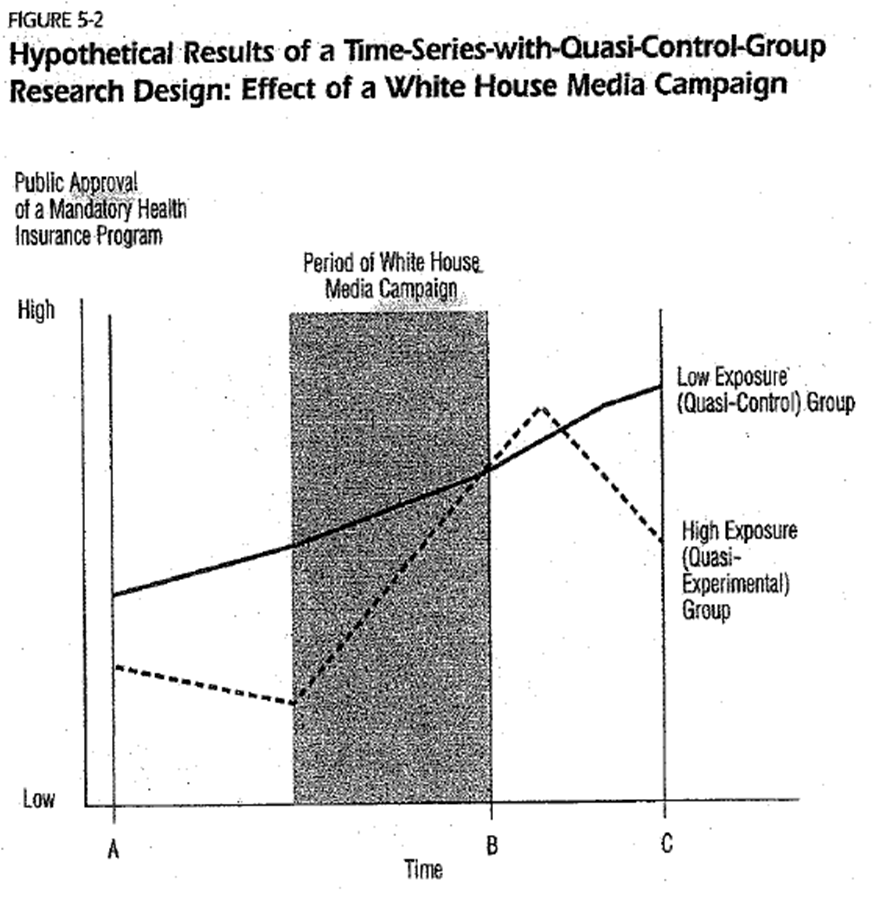 FIGURE 5-2
Hypothetical Results of a Time-Series-with-Quasi-Control-Group
Research Design: Effect of a White House Media Campaign
Public Approval
of a Mandatory Health
Insurance Program
Period of White House
Media Campaign
High
Low Exposure
(Quasi-Control) Group
High Exposure
(Quasi-
Experimental)
Group
Low
A
B
C
Time